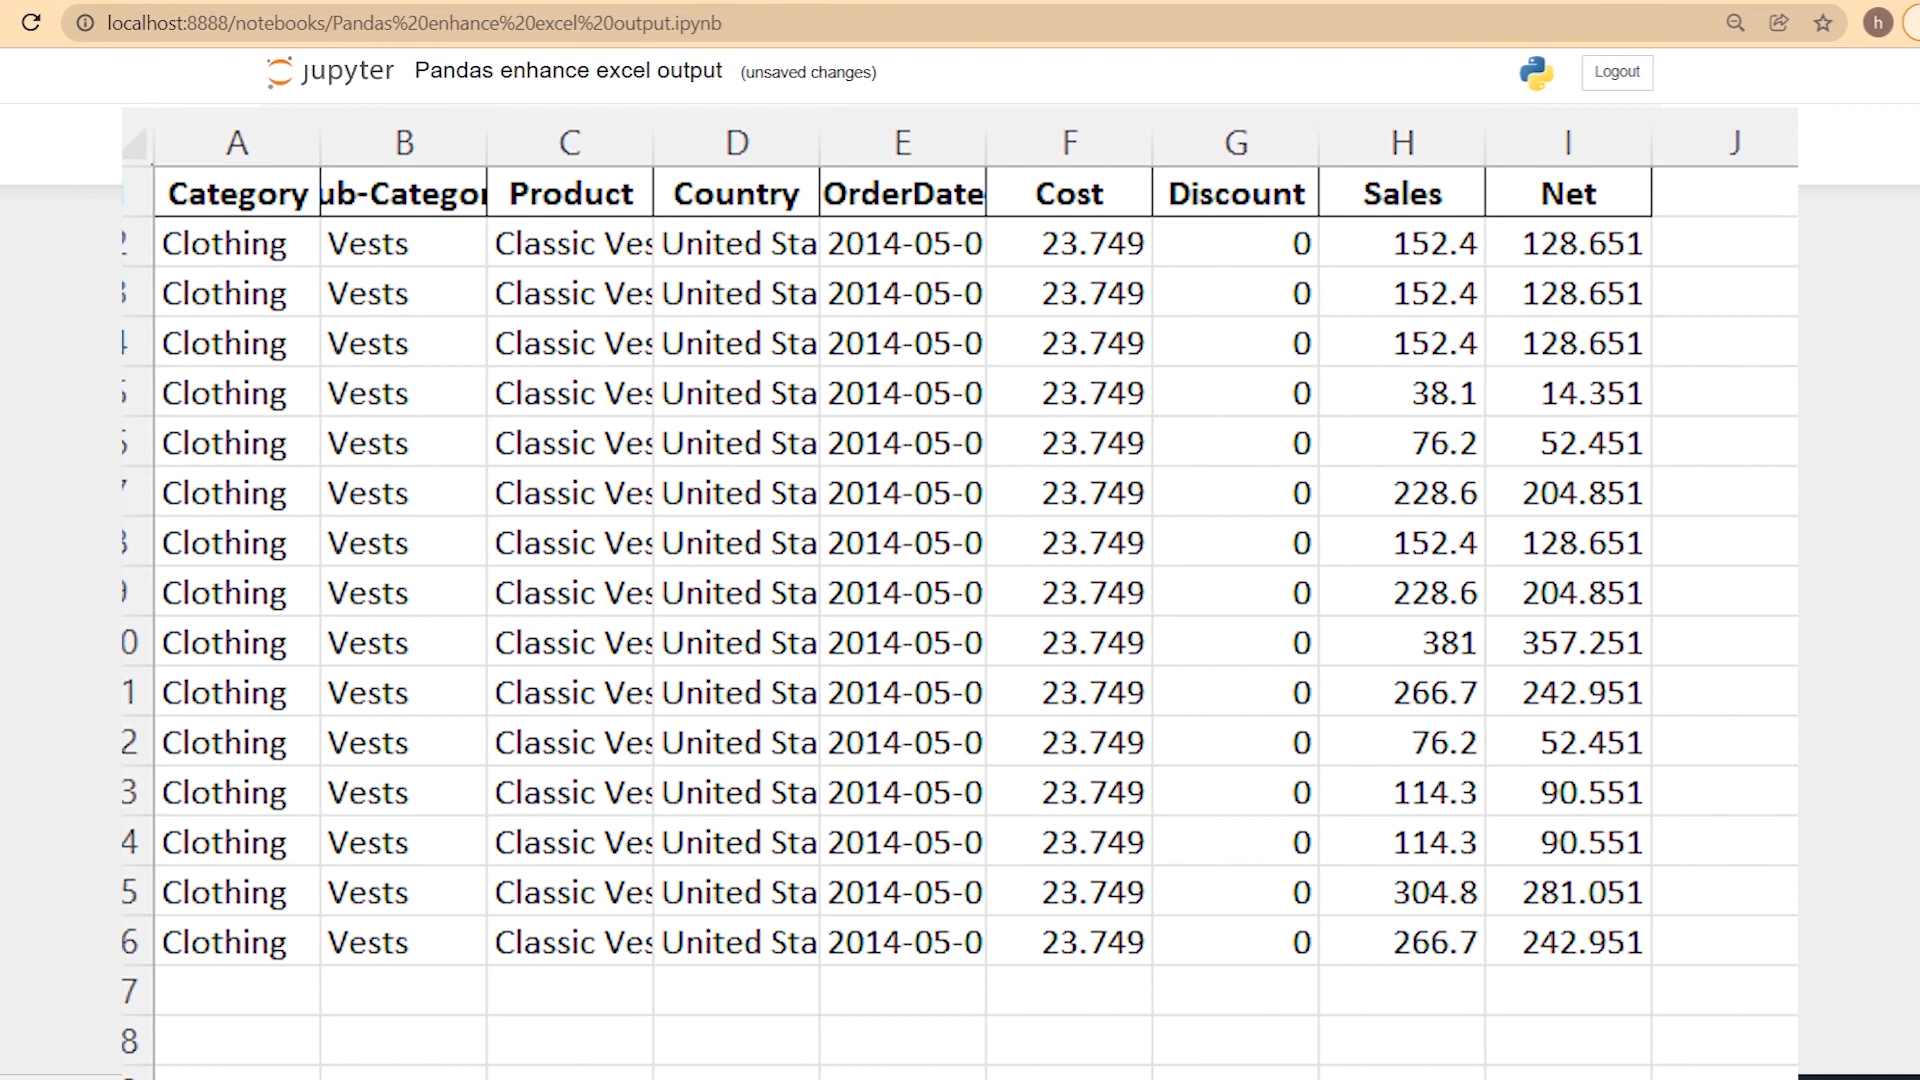 localhost:8888/notebooks/Pandas%20enhance%20excel%20output.ipynb h
jupyter Pandas enhance excel output (unsaved changes) Logout
A B C D E F G H I J
Category ub-Categor Product Country OrderDate Cost Discount Sales Net
2 Clothing Vests Classic Ves United Sta 2014-05-0 23.749 0 152.4 128.651
3 Clothing Vests Classic Ves United Sta 2014-05-0 23.749 0 152.4 128.651
4 Clothing Vests Classic Ves United Sta 2014-05-0 23.749 0 152.4 128.651
5 Clothing Vests Classic Ves United Sta 2014-05-0 23.749 0 38.1 14.351
Clothing Vests Classic Ves United Sta 2014-05-0 23.749 0 76.2 52.451
7 Clothing Vests Classic Ves United Sta 2014-05-0 23.749 0 228.6 204.851
8 Clothing Vests Classic Ves United Sta 2014-05-0 23.749 0 152.4 128.651
9 Clothing Vests Classic Ves United Sta 2014-05-0 23.749 0 228.6 204.851
0 Clothing Vests Classic Ves United Sta 2014-05-0 23.749 0 381 357.251
1 Clothing Vests Classic Ves United Sta 2014-05-0 23.749 0 266.7 242.951
2 Clothing Vests Classic Ves United Sta 2014-05-0 23.749 0 76.2 52.451
3 Clothing Vests Classic Ves United Sta 2014-05-0 23.749 0 114.3 90.551
4 Clothing Vests Classic Ves United Sta 2014-05-0 23.749 0 114.3 90.551
5 Clothing Vests Classic Ves United Sta 2014-05-0 23.749 0 304.8 281.051
6 Clothing Vests Classic Ves United Sta 2014-05-0 23.749 0 266.7 242.951
7
8